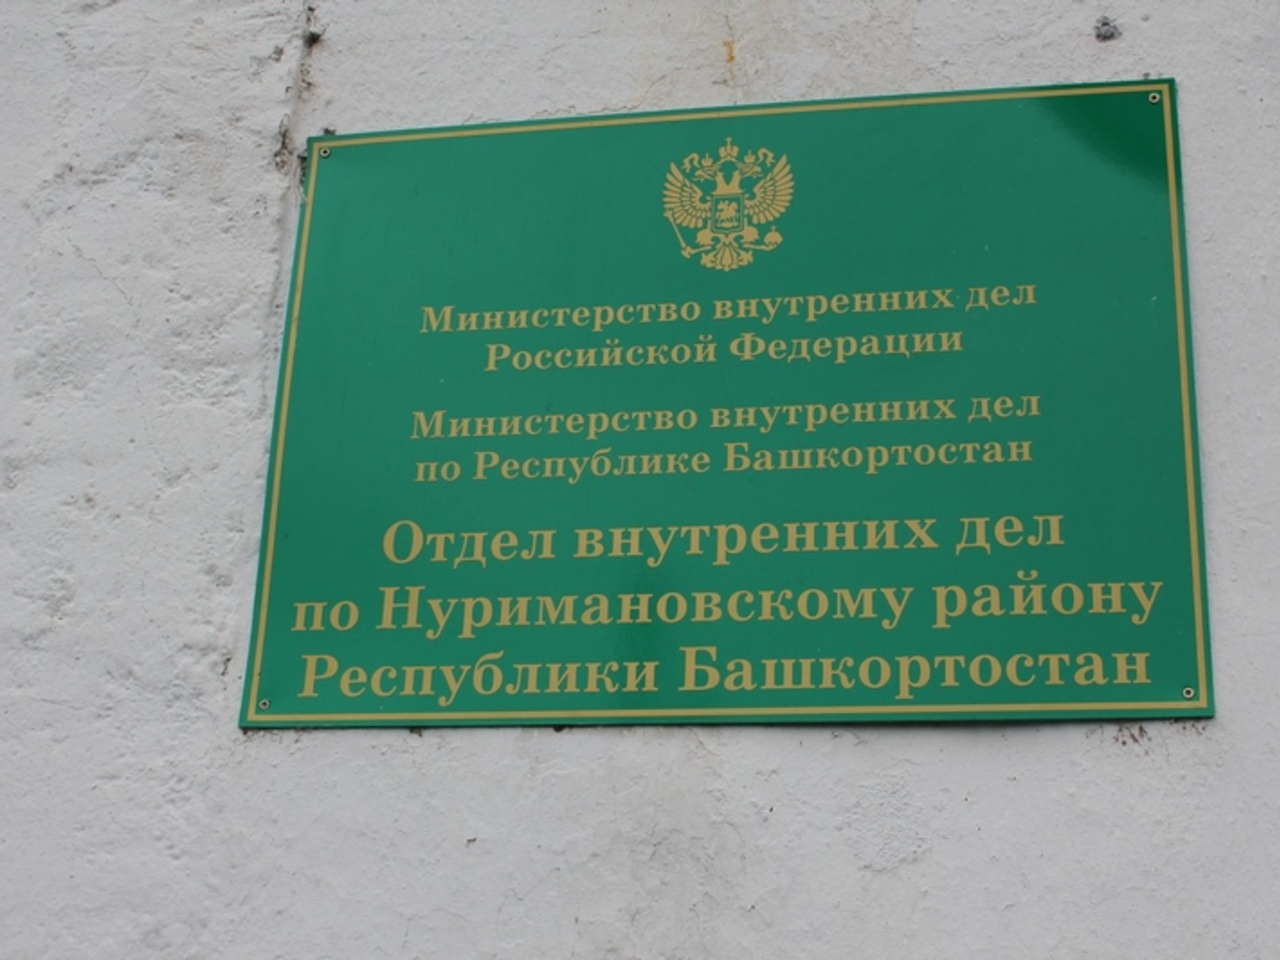 Министерство внутренних дел
Российской Федерации
Министерство внутренних дел
по Республике Башкортостан
Отдел внутренних дел
по Нуримановскому району
Республики Башкортостан